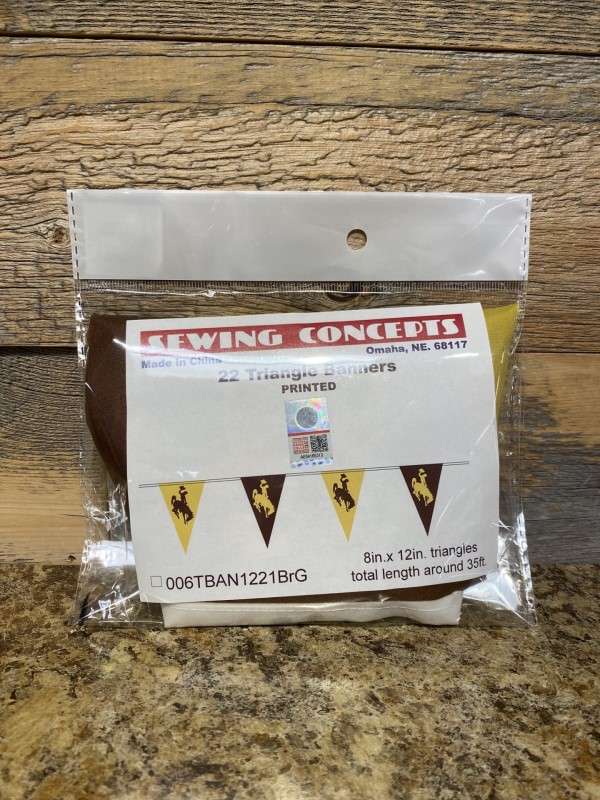 SEWING CONCEPTS
Made in China
Omaha, NE. 68117
22 Triangle Banners
PRINTED
8in.x 12in. triangles
006TBAN1221BrG
total length around 35ft.